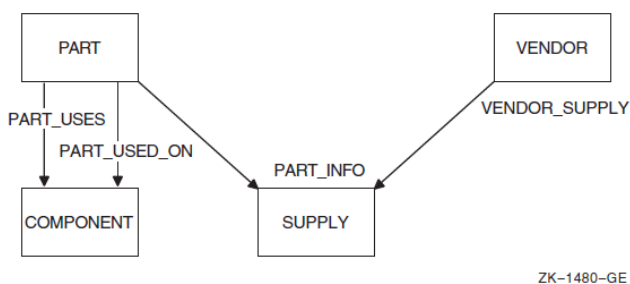 PART
VENDOR
PART_USES
VENDOR_SUPPLY
PART_USED_ON
PART_INFO
COMPONENT
SUPPLY
ZK–1480–GE